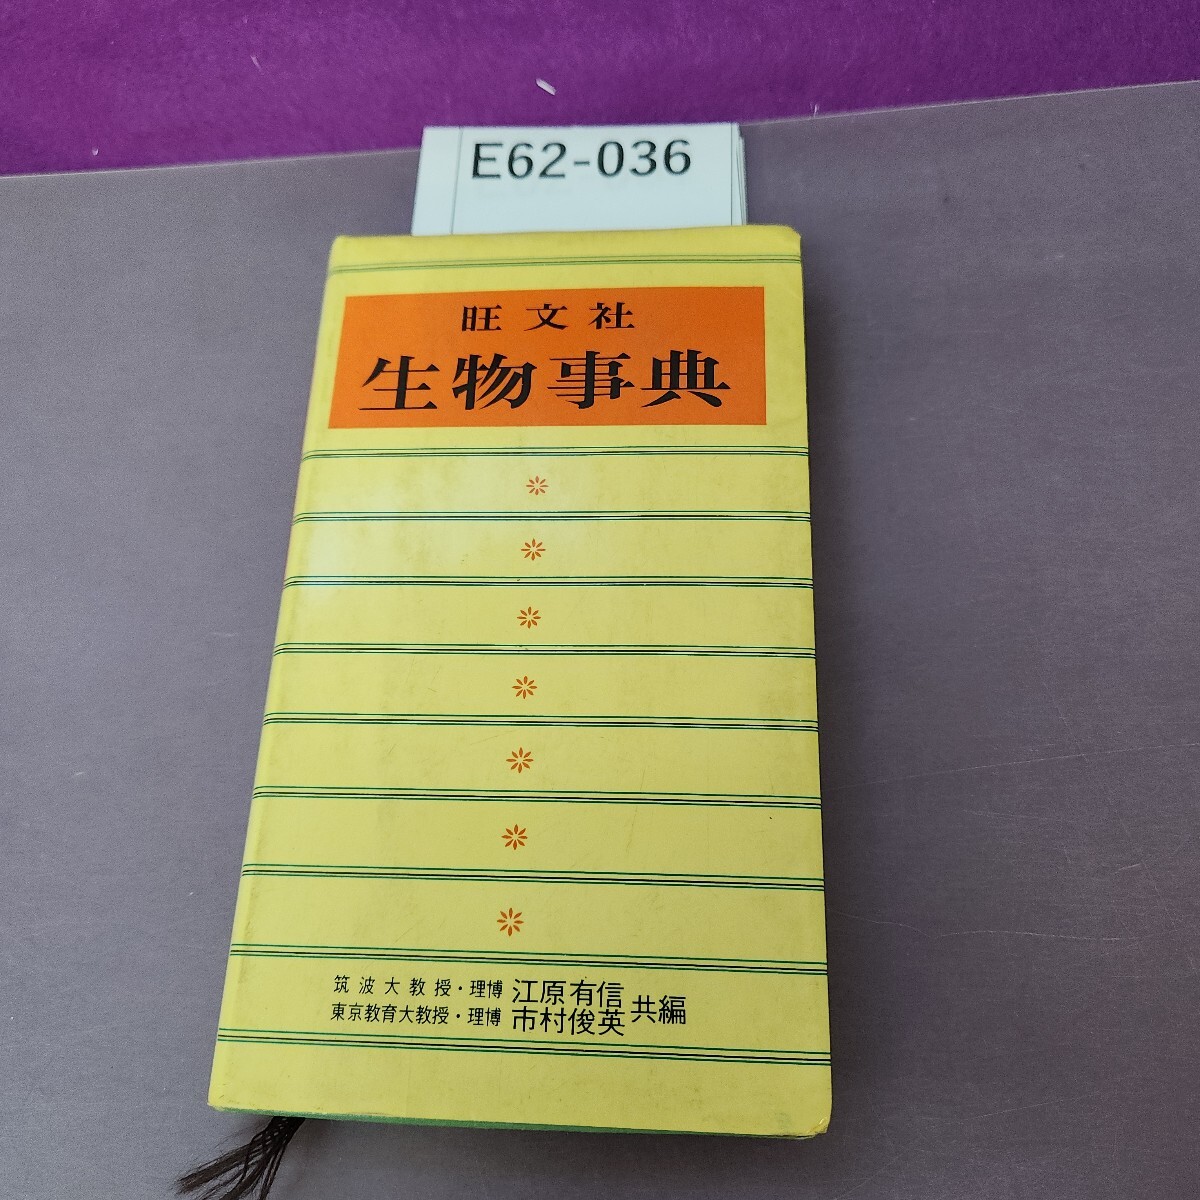 E62-036
旺文社
生物事典
筑波大教授・理博 江原有信
東京教育大教授・理博 市村俊英
共編